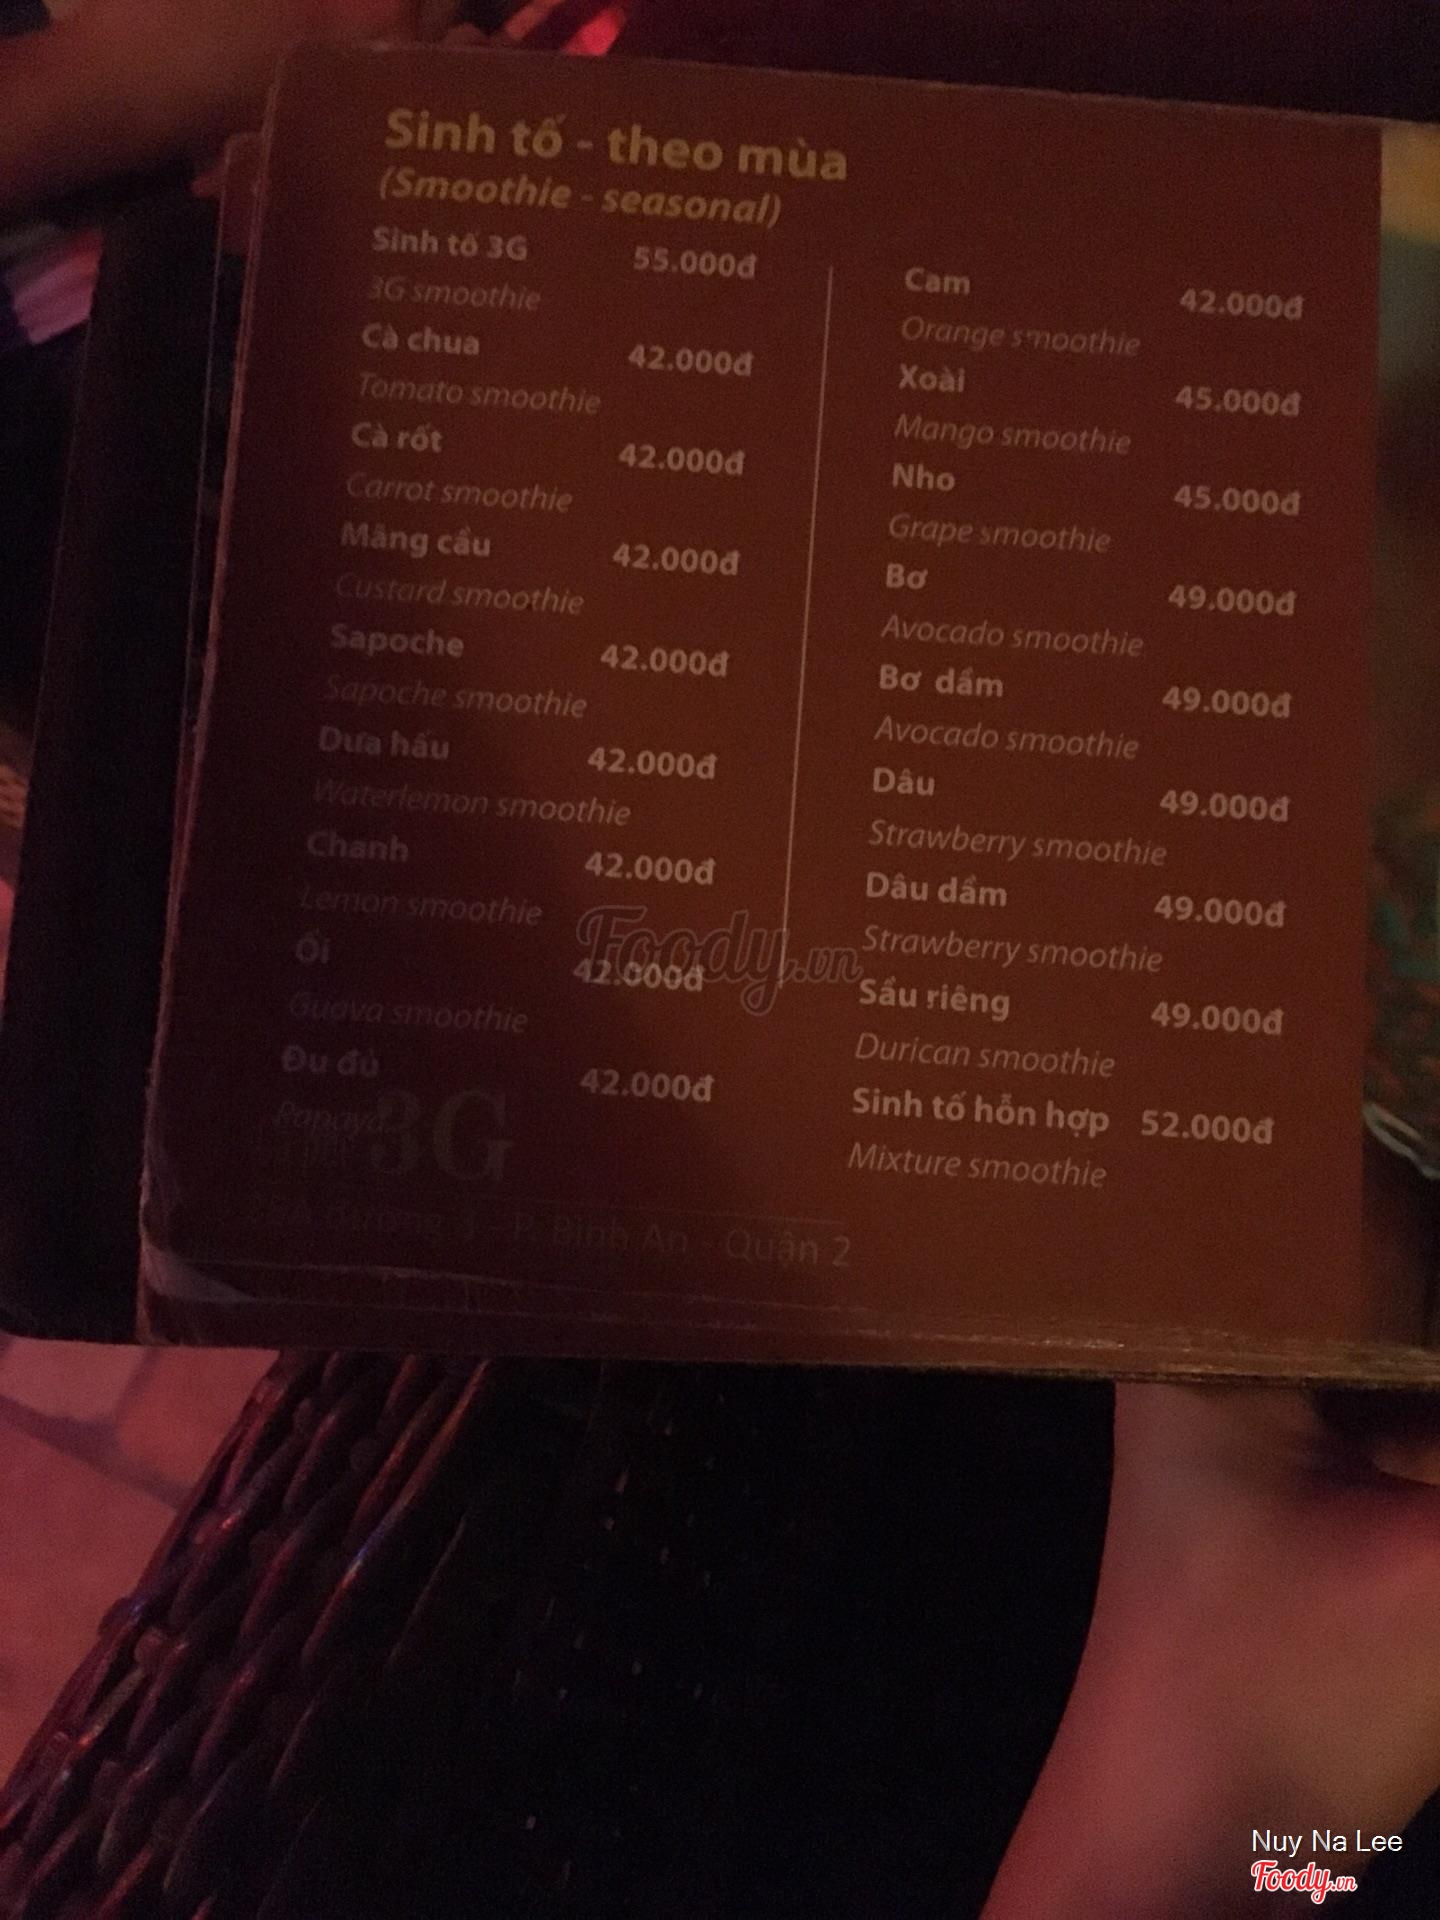 Sinh tố - theo mùa
(Smoothie - seasonal)
Sinh tố 3G 55.000đ
3G smoothie
Cà chua 42.000đ
Tomato smoothie
Cà rốt 42.000đ
Carrot smoothie
Mãng cầu 42.000đ
Custard smoothie
Sapoche 42.000đ
Sapoche smoothie
Dưa hấu 42.000đ
Waterlemon smoothie
Chanh 42.000đ
Lemon smoothie
Ổi 42.000đ
Guava smoothie
Đu đủ 42.000đ
Papaya
3G
đường 3 - P. Bình An - Quận 2
Cam 42.000đ
Orange smoothie
Xoài 45.000đ
Mango smoothie
Nho 45.000đ
Grape smoothie
Bơ 49.000đ
Avocado smoothie
Bơ dầm 49.000đ
Avocado smoothie
Dâu 49.000đ
Strawberry smoothie
Dâu dầm 49.000đ
Strawberry smoothie
Sầu riêng 49.000đ
Durican smoothie
Sinh tố hỗn hợp 52.000đ
Mixture smoothie
Foody.vn
Nuy Na Lee
Foody.vn